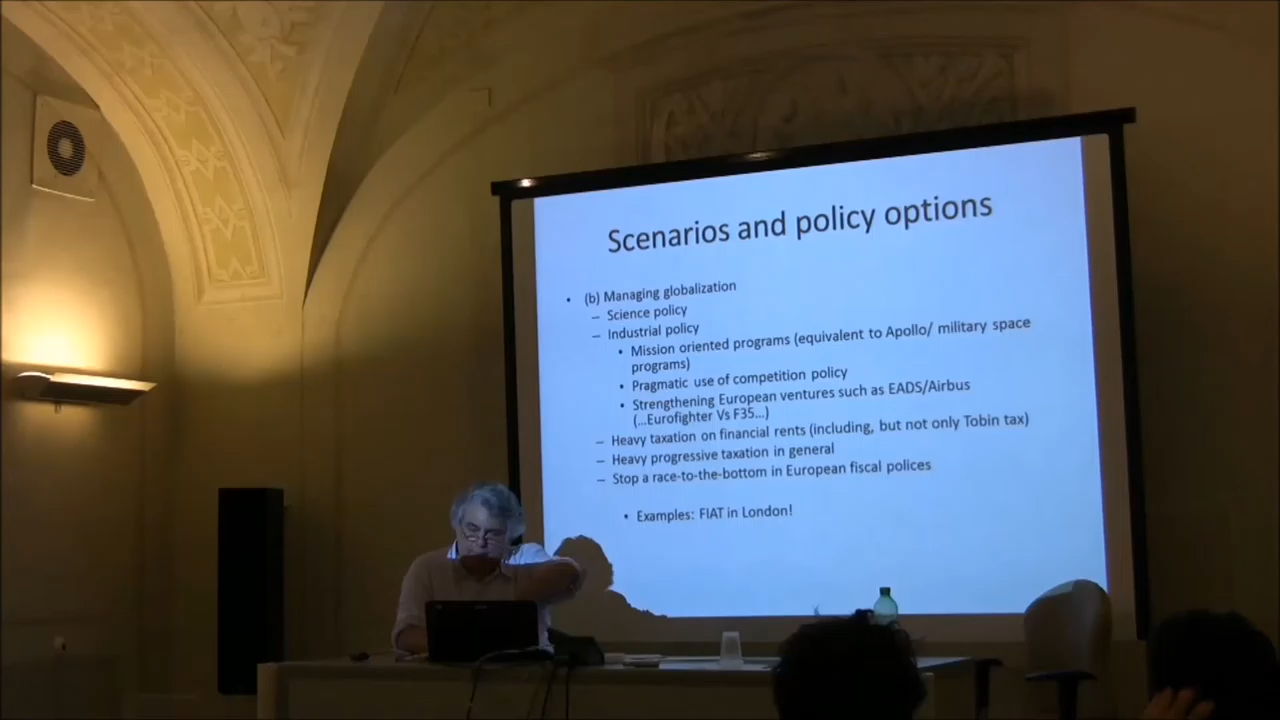 Scenarios and policy options
• (b) Managing globalization
– Science policy
– Industrial policy
• Mission oriented programs (equivalent to Apollo/ military space
programs)
• Pragmatic use of competition policy
• Strengthening European ventures such as EADS/Airbus
(...Eurofighter Vs F35...)
– Heavy taxation on financial rents (including, but not only Tobin tax)
– Heavy progressive taxation in general
– Stop a race-to-the-bottom in European fiscal polices
• Examples: FIAT in London!